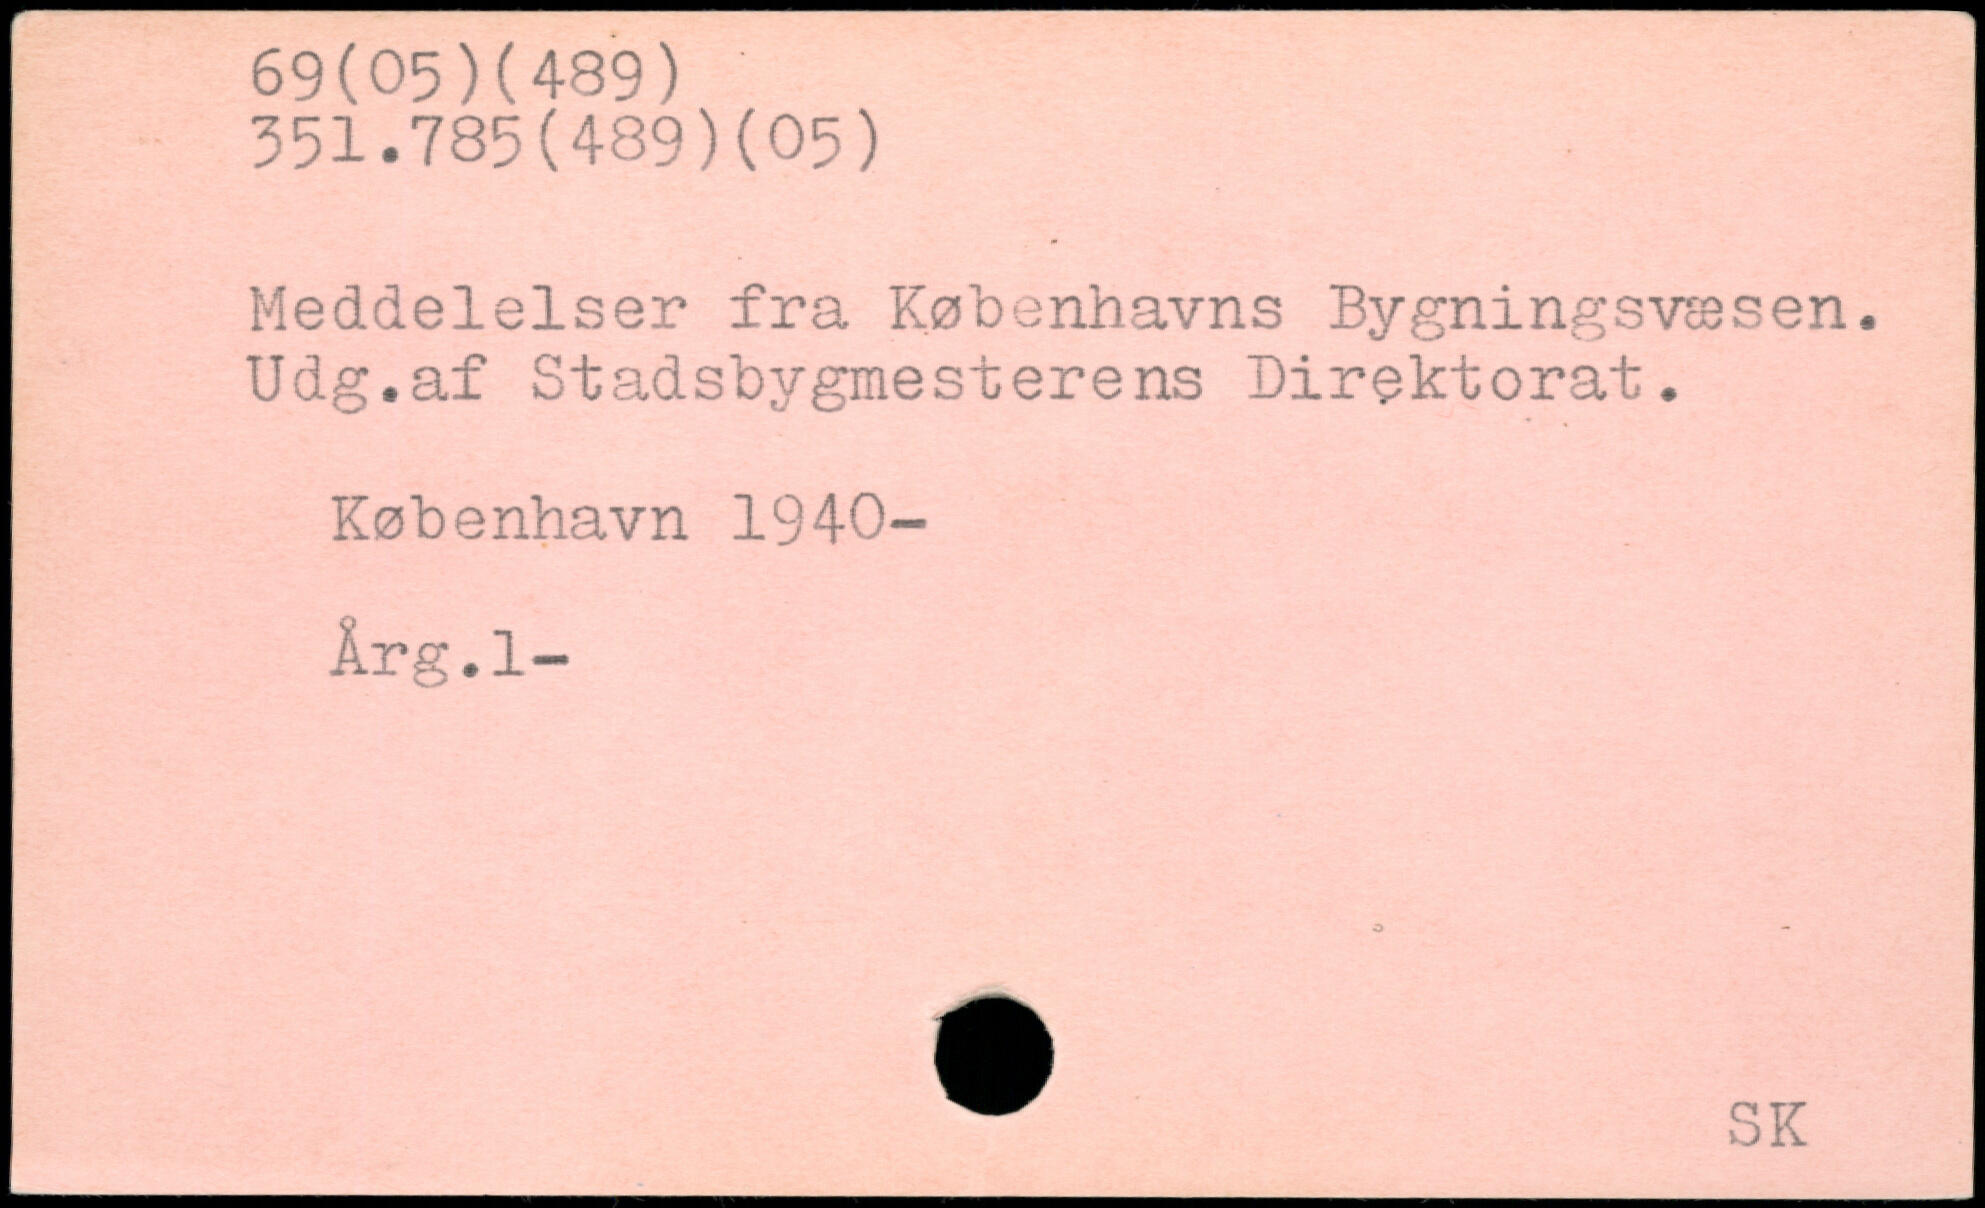 69(05)(489)
351.785(489)(05)
Meddelelser fra Københavns Bygningsvæsen.
Udg.af Stadsbygmesterens Direktorat.
København 1940-
Årg.1-
SK